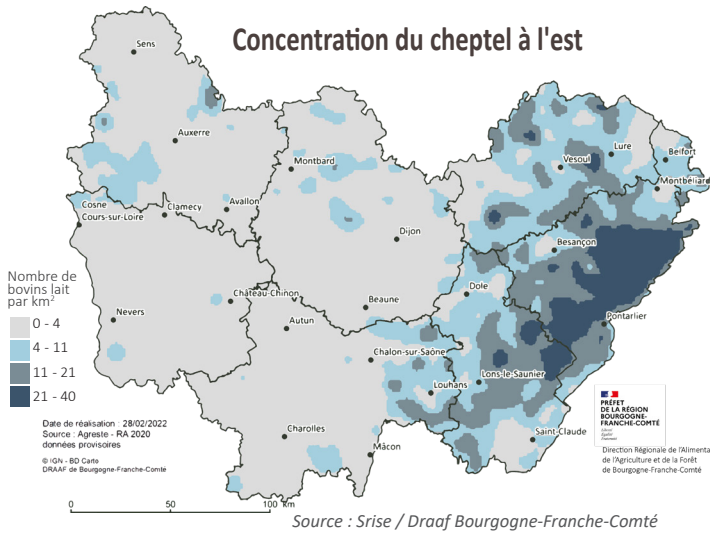 Concentration du cheptel à l'est
Sens
Auxerre
Montbard
Vesoul
Lure
Belfort
Montbéliard
Cosne
Cours-sur-Loire
Clamecy
Avallon
Dijon
Besançon
Nombre de
bovins lait
par km²
0 - 4
4 - 11
11 - 21
21 - 40
Nevers
Château-Chinon
Autun
Beaune
Dole
Pontarlier
Chalon-sur-Saône
Louhans
Lons-le-Saunier
Charolles
Mâcon
Saint-Claude
Date de réalisation : 28/02/2022
Source : Agreste - RA 2020
données provisoires
© IGN - BD Carto
DRAAF de Bourgogne-Franche-Comté
0 50 100 km
PRÉFET
DE LA RÉGION
BOURGOGNE-
FRANCHE-COMTÉ
Liberté
Égalité
Fraternité
Direction Régionale de l'Alimenta
de l'Agriculture et de la Forêt
de Bourgogne-Franche-Comté
Source : Srise / Draaf Bourgogne-Franche-Comté